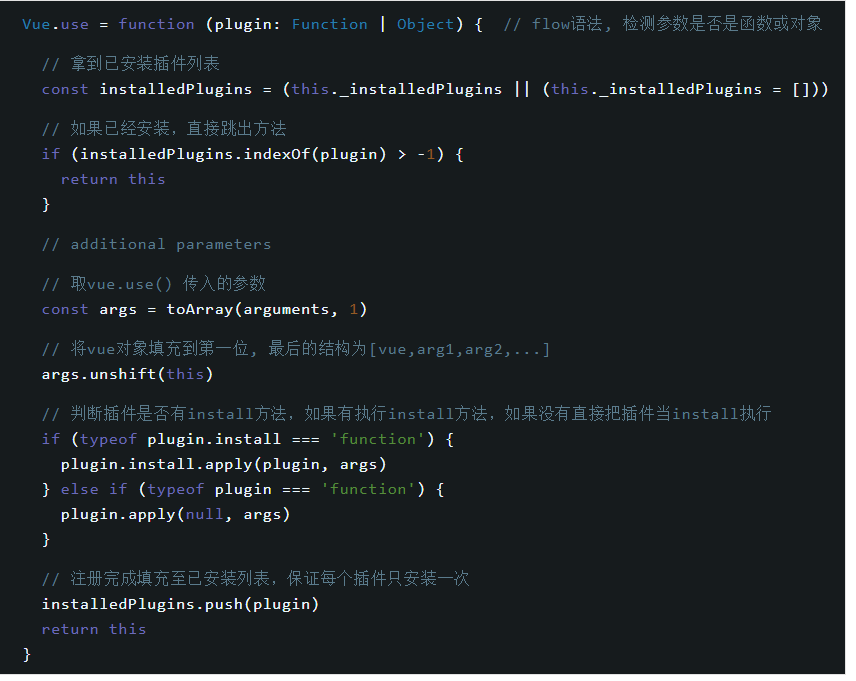 Vue.use = function (plugin: Function | Object) {  // flow语法, 检测参数是否是函数或对象
  // 拿到已安装插件列表
  const installedPlugins = (this._installedPlugins || (this._installedPlugins = []))
  // 如果已经安装，直接跳出方法
  if (installedPlugins.indexOf(plugin) > -1) {
    return this
  }
  // additional parameters
  // 取vue.use() 传入的参数
  const args = toArray(arguments, 1)
  // 将vue对象填充到第一位, 最后的结构为[vue,arg1,arg2,...]
  args.unshift(this)
  // 判断插件是否有install方法，如果有执行install方法，如果没有直接把插件当install执行
  if (typeof plugin.install === 'function') {
    plugin.install.apply(plugin, args)
  } else if (typeof plugin === 'function') {
    plugin.apply(null, args)
  }
  // 注册完成填充至已安装列表，保证每个插件只安装一次
  installedPlugins.push(plugin)
  return this
}